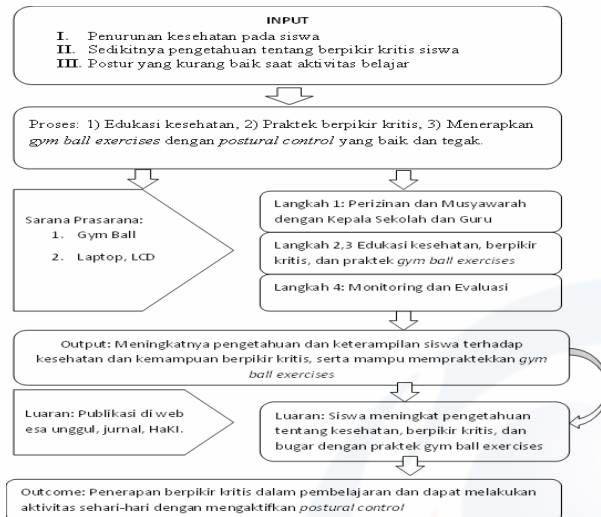 INPUT
I. Penurunan kesehatan pada siswa
II. Sedikitnya pengetahuan tentang berpikir kritis siswa
III. Postur yang kurang baik saat aktivitas belajar
Proses: 1) Edukasi kesehatan, 2) Praktek berpikir kritis, 3) Menerapkan
gym ball exercises dengan postural control yang baik dan tegak.
Sarana Prasarana:
1. Gym Ball
2. Laptop, LCD
Langkah 1: Perizinan dan Musyawarah
dengan Kepala Sekolah dan Guru
Langkah 2,3 Edukasi kesehatan, berpikir
kritis, dan praktek gym ball exercises
Langkah 4: Monitoring dan Evaluasi
Output: Meningkatnya pengetahuan dan keterampilan siswa terhadap
kesehatan dan kemampuan berpikir kritis, serta mampu mempraktekkan gym
ball exercises
Luaran: Publikasi di web
esa unggul, jurnal, HaKI.
Luaran: Siswa meningkat pengetahuan
tentang kesehatan, berpikir kritis, dan
bugar dengan praktek gym ball exercises
Outcome: Penerapan berpikir kritis dalam pembelajaran dan dapat melakukan
aktivitas sehari-hari dengan mengaktifkan postural control